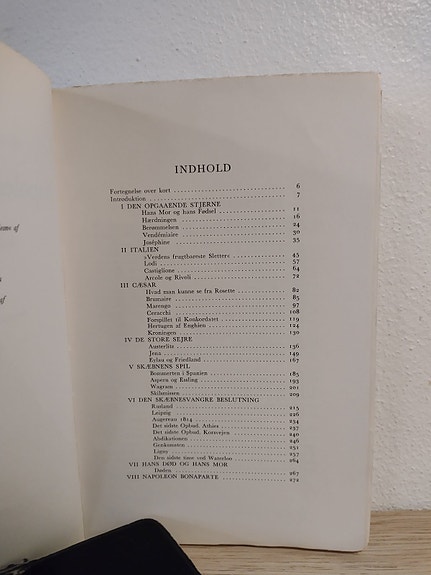 INDHOLD
Fortegnelse over kort 6
Introduktion 7
I DEN OPGAAENDE STJERNE
Hans Mor og hans Fødsel 11
Hærdningen 16
Berømmelsen 24
Vendémiaire 30
Joséphine 35
II ITALIEN
»Verdens frugtbareste Sletter« 45
Lodi 57
Castiglione 64
Arcole og Rivoli 72
III CÆSAR
Hvad man kunne se fra Rosette 82
Brumaire 85
Marengo 97
Ceracchi 108
Forspillet til Konkordatet 119
Hertugen af Enghien 124
Kroningen 130
IV DE STORE SEJRE
Austerlitz 136
Jena 149
Eylau og Friedland 167
V SKÆBNENS SPIL
Bommerten i Spanien 185
Aspern og Essling 193
Wagram 201
Skilsmissen 209
VI DEN SKÆBNESVANGRE BESLUTNING
Rusland 215
Leipzig 226
Augereau 1814 234
Det sidste Opbud. Athies 237
Det sidste Opbud. Korsvejen 240
Abdikationen 246
Genkomsten 251
Ligny 257
Den sidste time ved Waterloo 264
VII HANS DØD OG HANS MOR
Døden 267
VIII NAPOLEON BONAPARTE 272
af
af